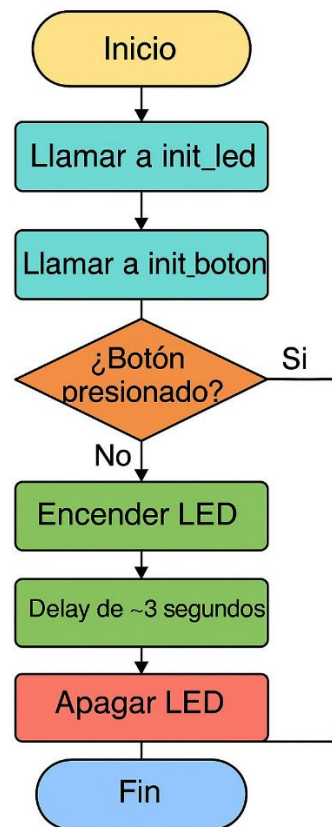 Inicio
Llamar a init_led
Llamar a init_boton
¿Botón
presionado?
Si
No
Encender LED
Delay de ~3 segundos
Apagar LED
Fin